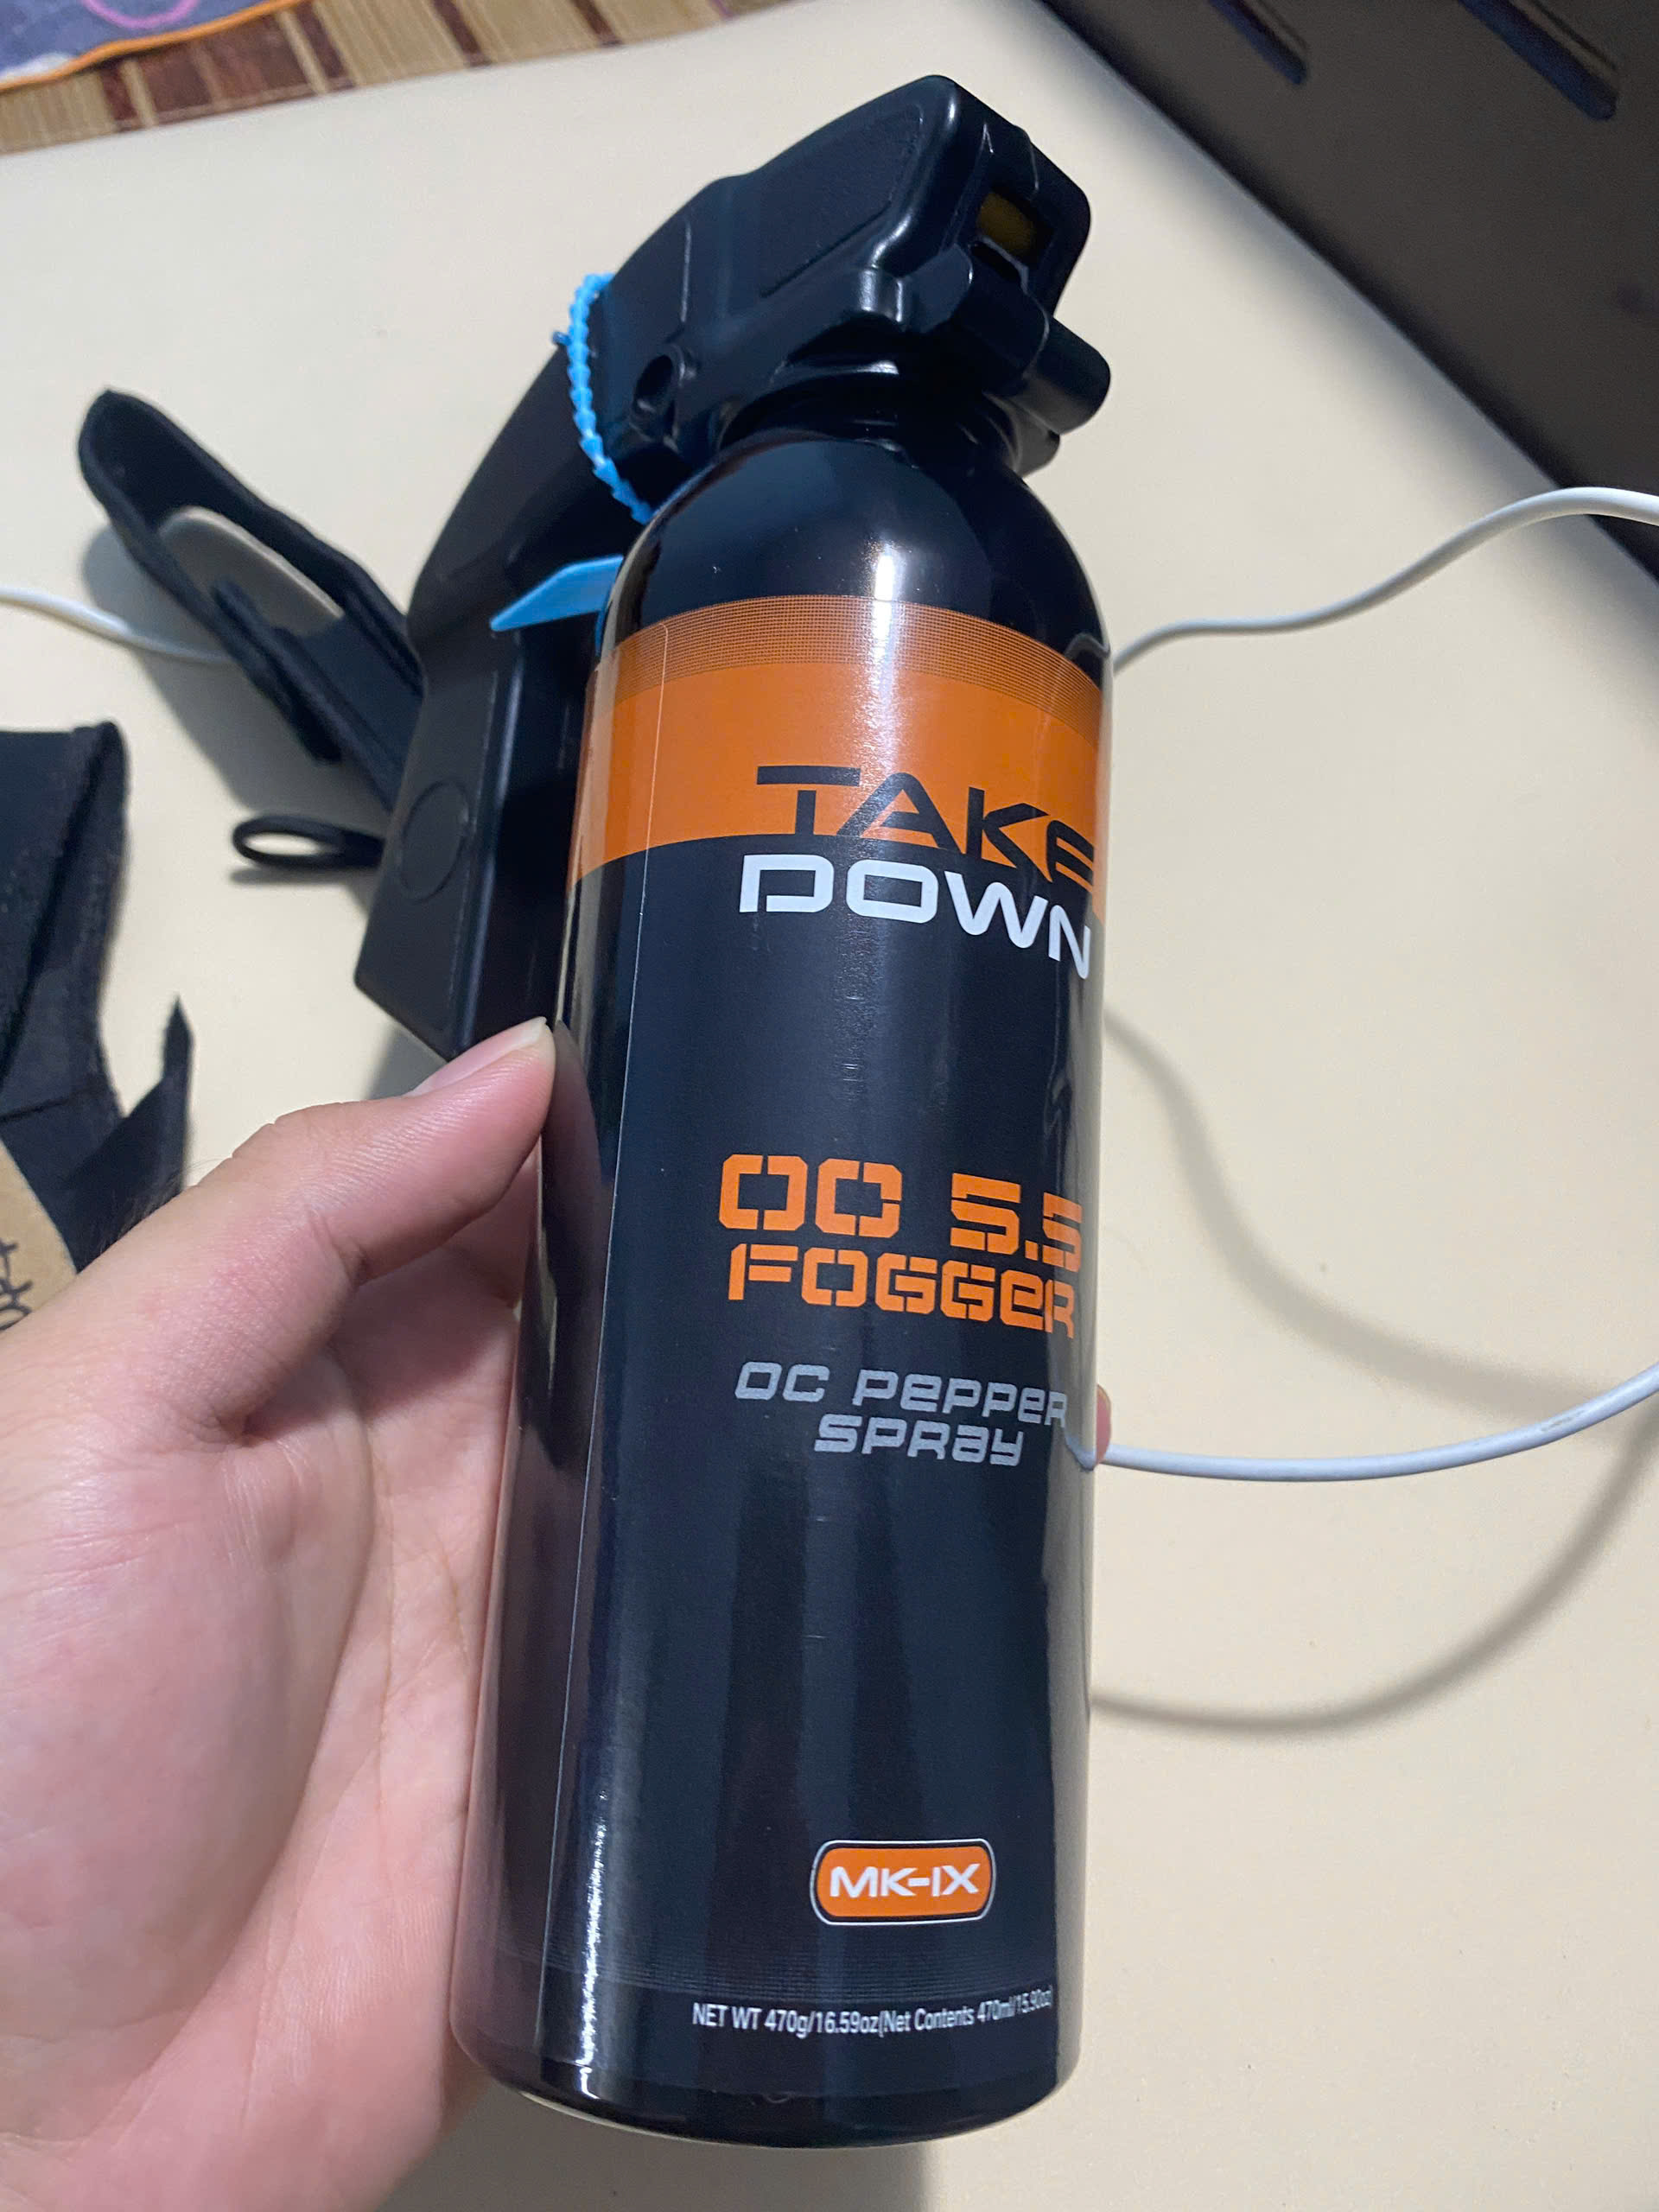 TAKE
DOWN
OC 5.5
FOGGER
OC PEPPER
SPRAY
MK-IX
NET WT 470g/16.59oz(Net Contents 470ml/15.90oz)